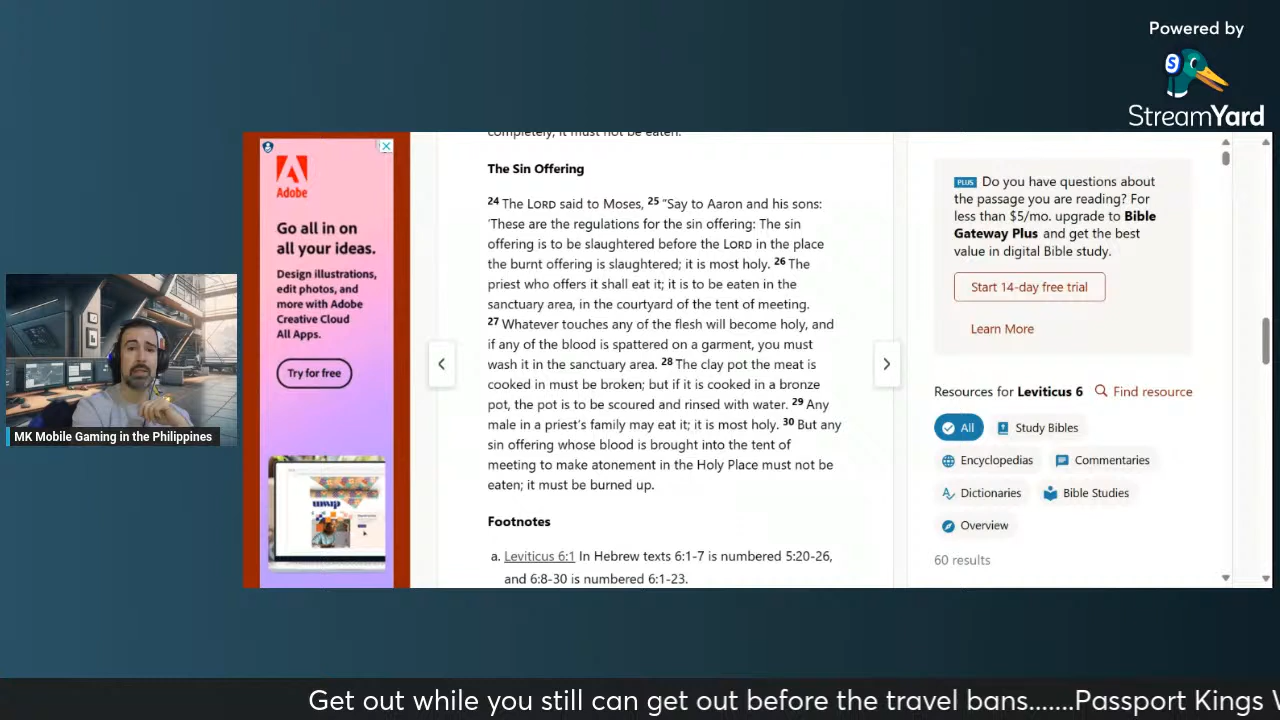 Powered by
StreamYard
completely; it must not be eaten.
The Sin Offering
24 The LORD said to Moses, 25 “Say to Aaron and his sons:
‘These are the regulations for the sin offering: The sin
offering is to be slaughtered before the LORD in the place
the burnt offering is slaughtered; it is most holy. 26 The
priest who offers it shall eat it; it is to be eaten in the
sanctuary area, in the courtyard of the tent of meeting.
27 Whatever touches any of the flesh will become holy, and
if any of the blood is spattered on a garment, you must
wash it in the sanctuary area. 28 The clay pot the meat is
cooked in must be broken; but if it is cooked in a bronze
pot, the pot is to be scoured and rinsed with water. 29 Any
male in a priest’s family may eat it; it is most holy. 30 But any
sin offering whose blood is brought into the tent of
meeting to make atonement in the Holy Place must not be
eaten; it must be burned up.
Footnotes
a. Leviticus 6:1 In Hebrew texts 6:1-7 is numbered 5:20-26,
and 6:8-30 is numbered 6:1-23.
Adobe
Go all in on
all your ideas.
Design illustrations,
edit photos, and
more with Adobe
Creative Cloud
All Apps.
Try for free
PLUS Do you have questions about
the passage you are reading? For
less than $5/mo. upgrade to Bible
Gateway Plus and get the best
value in digital Bible study.
Start 14-day free trial
Learn More
Resources for Leviticus 6 Find resource
All Study Bibles
Encyclopedias Commentaries
Dictionaries Bible Studies
Overview
60 results
MK Mobile Gaming in the Philippines
Get out while you still can get out before the travel bans.......Passport Kings